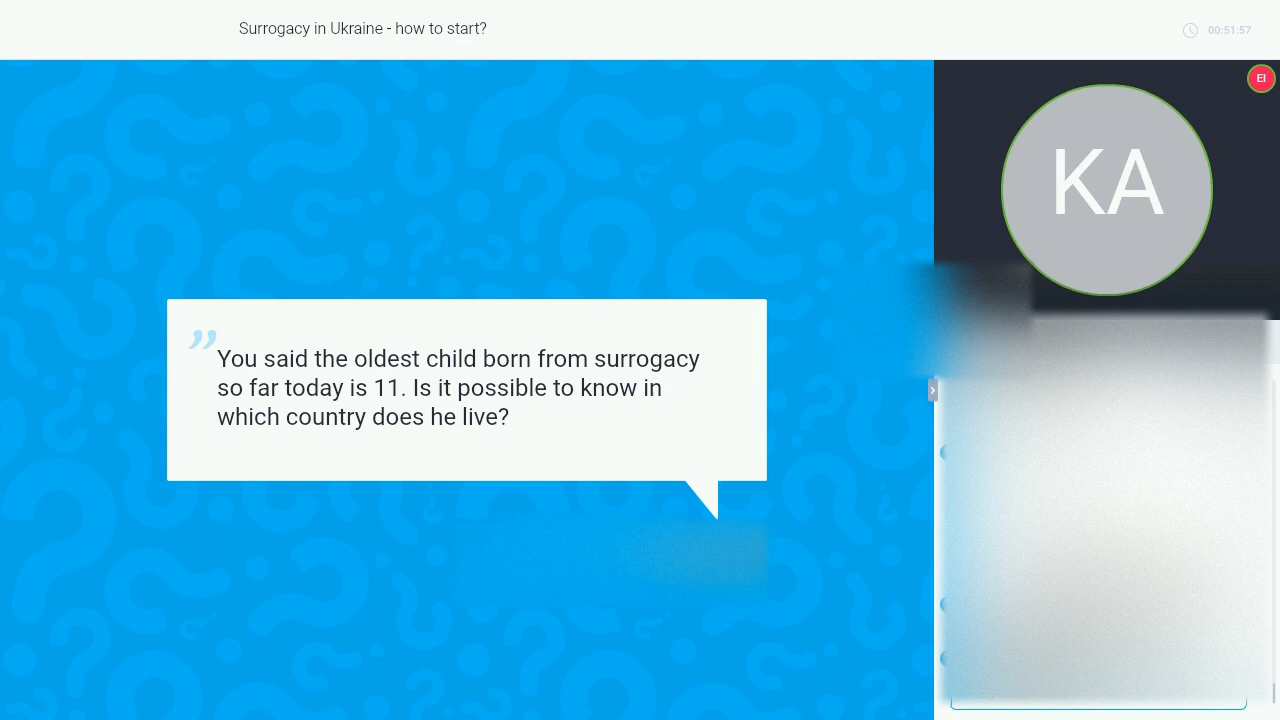 Surrogacy in Ukraine - how to start?
00:51:57
EI
KA
” You said the oldest child born from surrogacy
so far today is 11. Is it possible to know in
which country does he live?